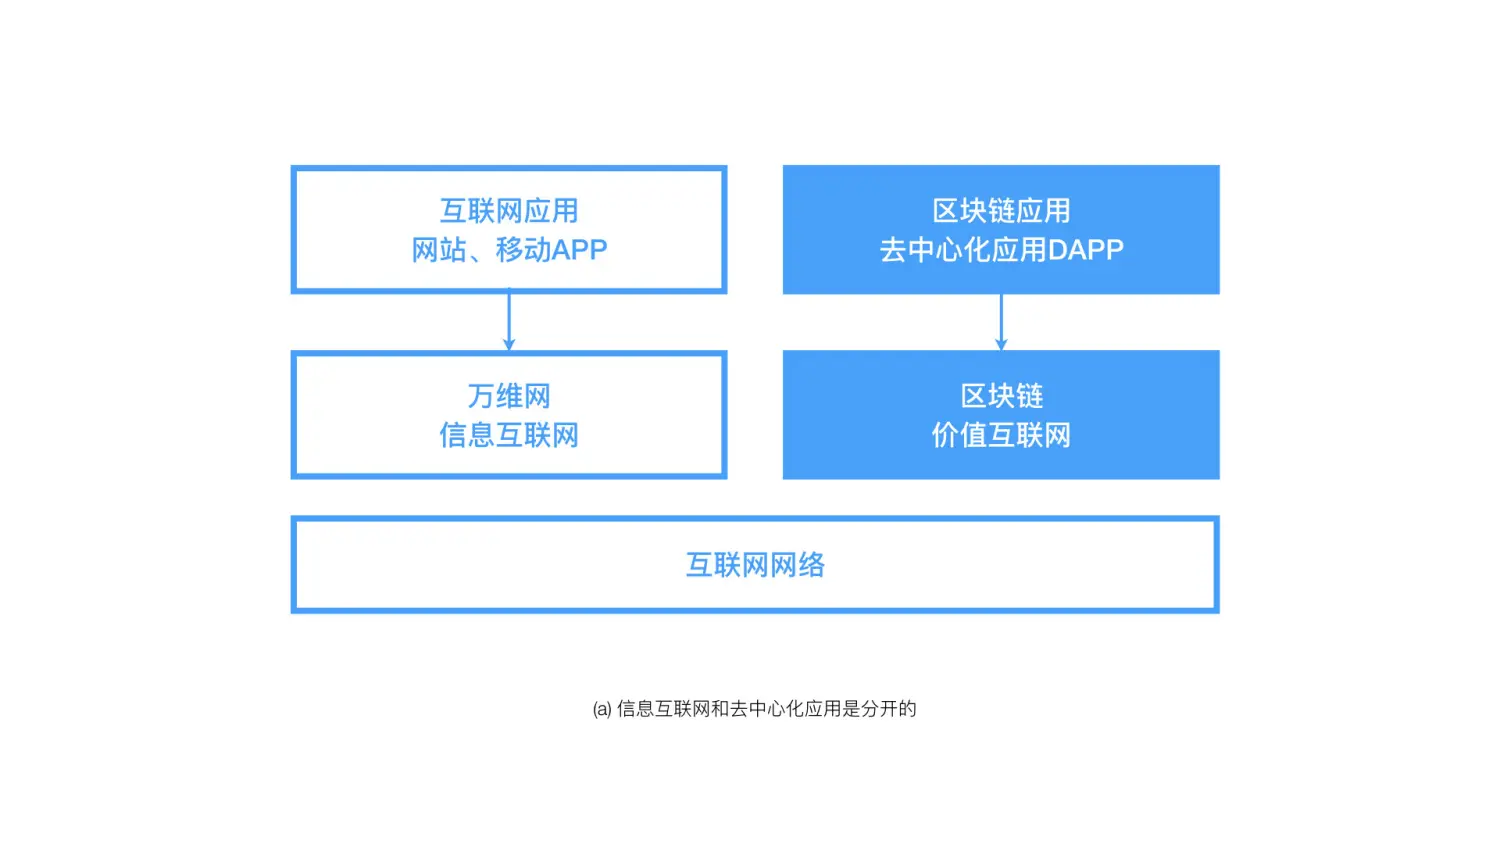 互联网应用
网站、移动APP
区块链应用
去中心化应用DAPP
万维网
信息互联网
区块链
价值互联网
互联网网络
(a) 信息互联网和去中心化应用是分开的